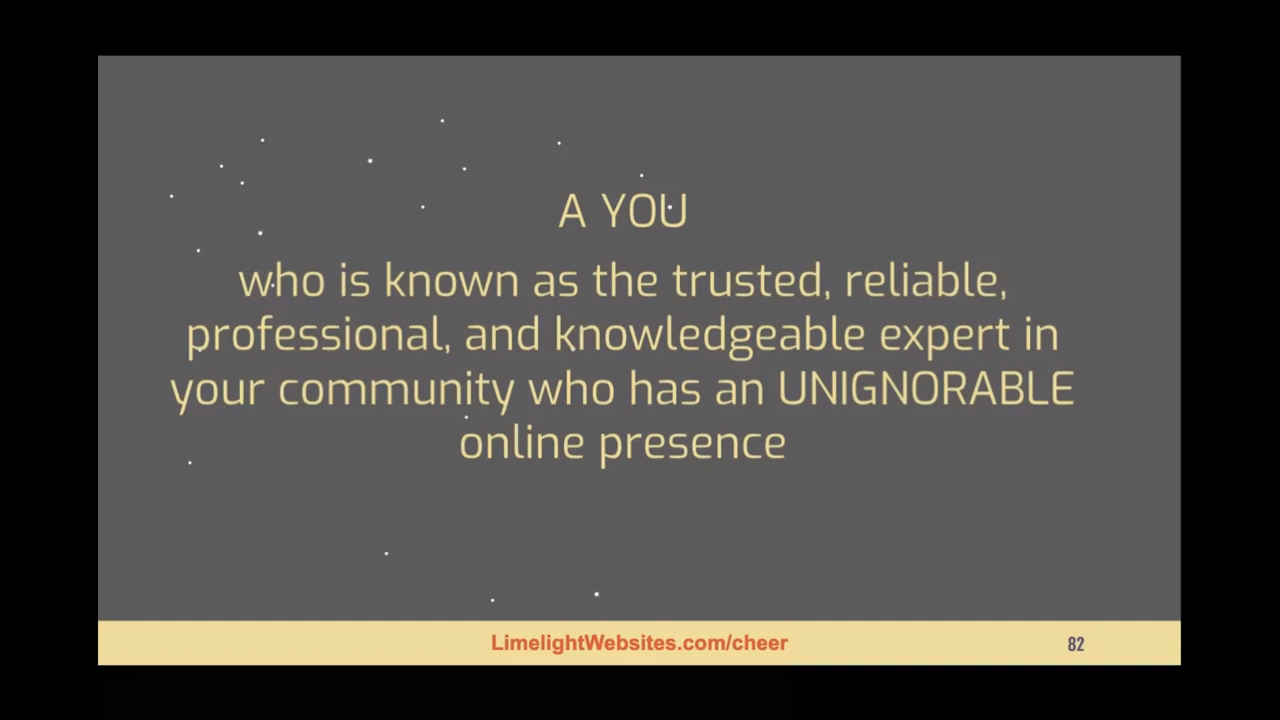 A YOU
who is known as the trusted, reliable,
professional, and knowledgeable expert in
your community who has an UNIGNORABLE
online presence
LimelightWebsites.com/cheer
82